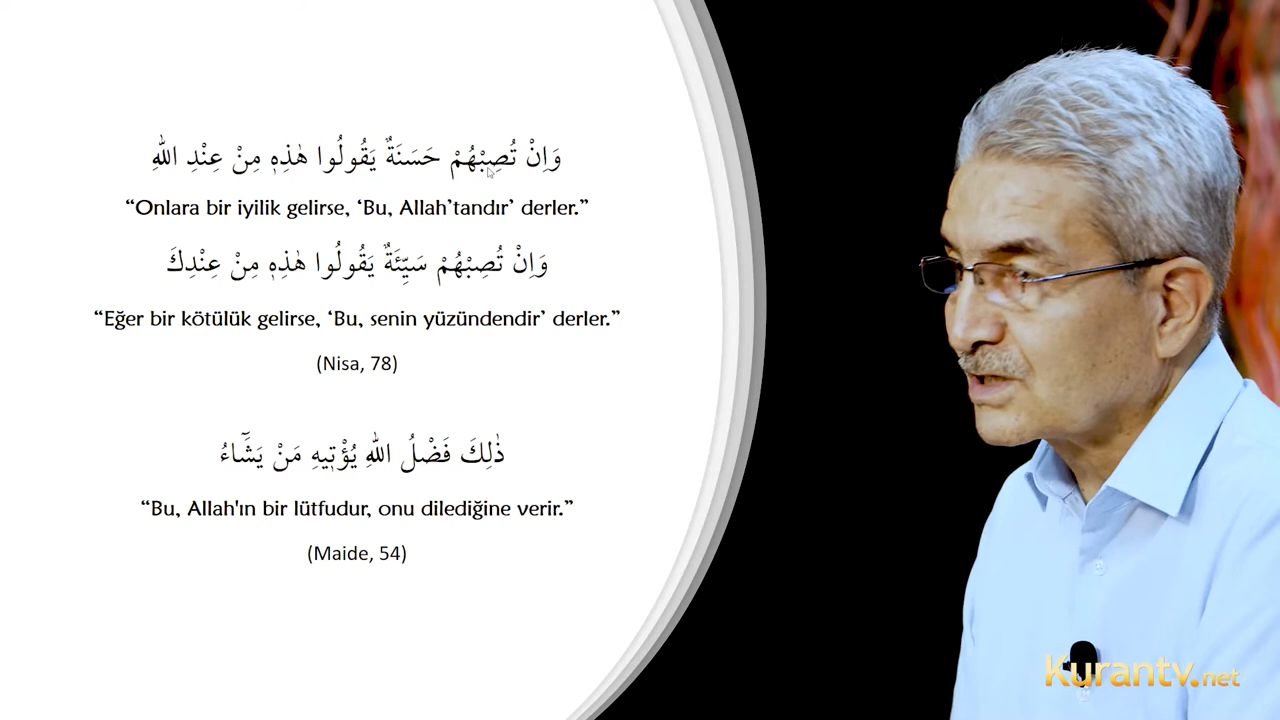 وَاِنْ تُصِبْهُمْ حَسَنَةٌ يَقُولُوا هٰذِه۪ مِنْ عِنْدِ اللّٰهِ
“Onlara bir iyilik gelirse, ‘Bu, Allah’tandır’ derler.”
وَاِنْ تُصِبْهُمْ سَيِّئَةٌ يَقُولُوا هٰذِه۪ مِنْ عِنْدِكَ
“Eğer bir kötülük gelirse, ‘Bu, senin yüzündendir’ derler.”
(Nisa, 78)
ذٰلِكَ فَضْلُ اللّٰهِ يُؤْت۪يهِ مَنْ يَشَٓاءُ
“Bu, Allah'ın bir lütfudur, onu dilediğine verir.”
(Maide, 54)
Kurantv.net